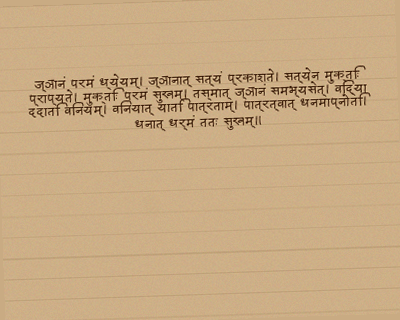 ज्ञानं परमं ध्येयम्। ज्ञानात् सत्यं प्रकाशते। सत्येन मुक्तिः
प्राप्यते। मुक्तिः परमं सुखम्। तस्मात् ज्ञानं समभ्यसेत्। विद्या
ददाति विनयम्। विनयात् याति पात्रताम्। पात्रत्वात् धनमाप्नोति।
धनात् धर्मं ततः सुखम्॥